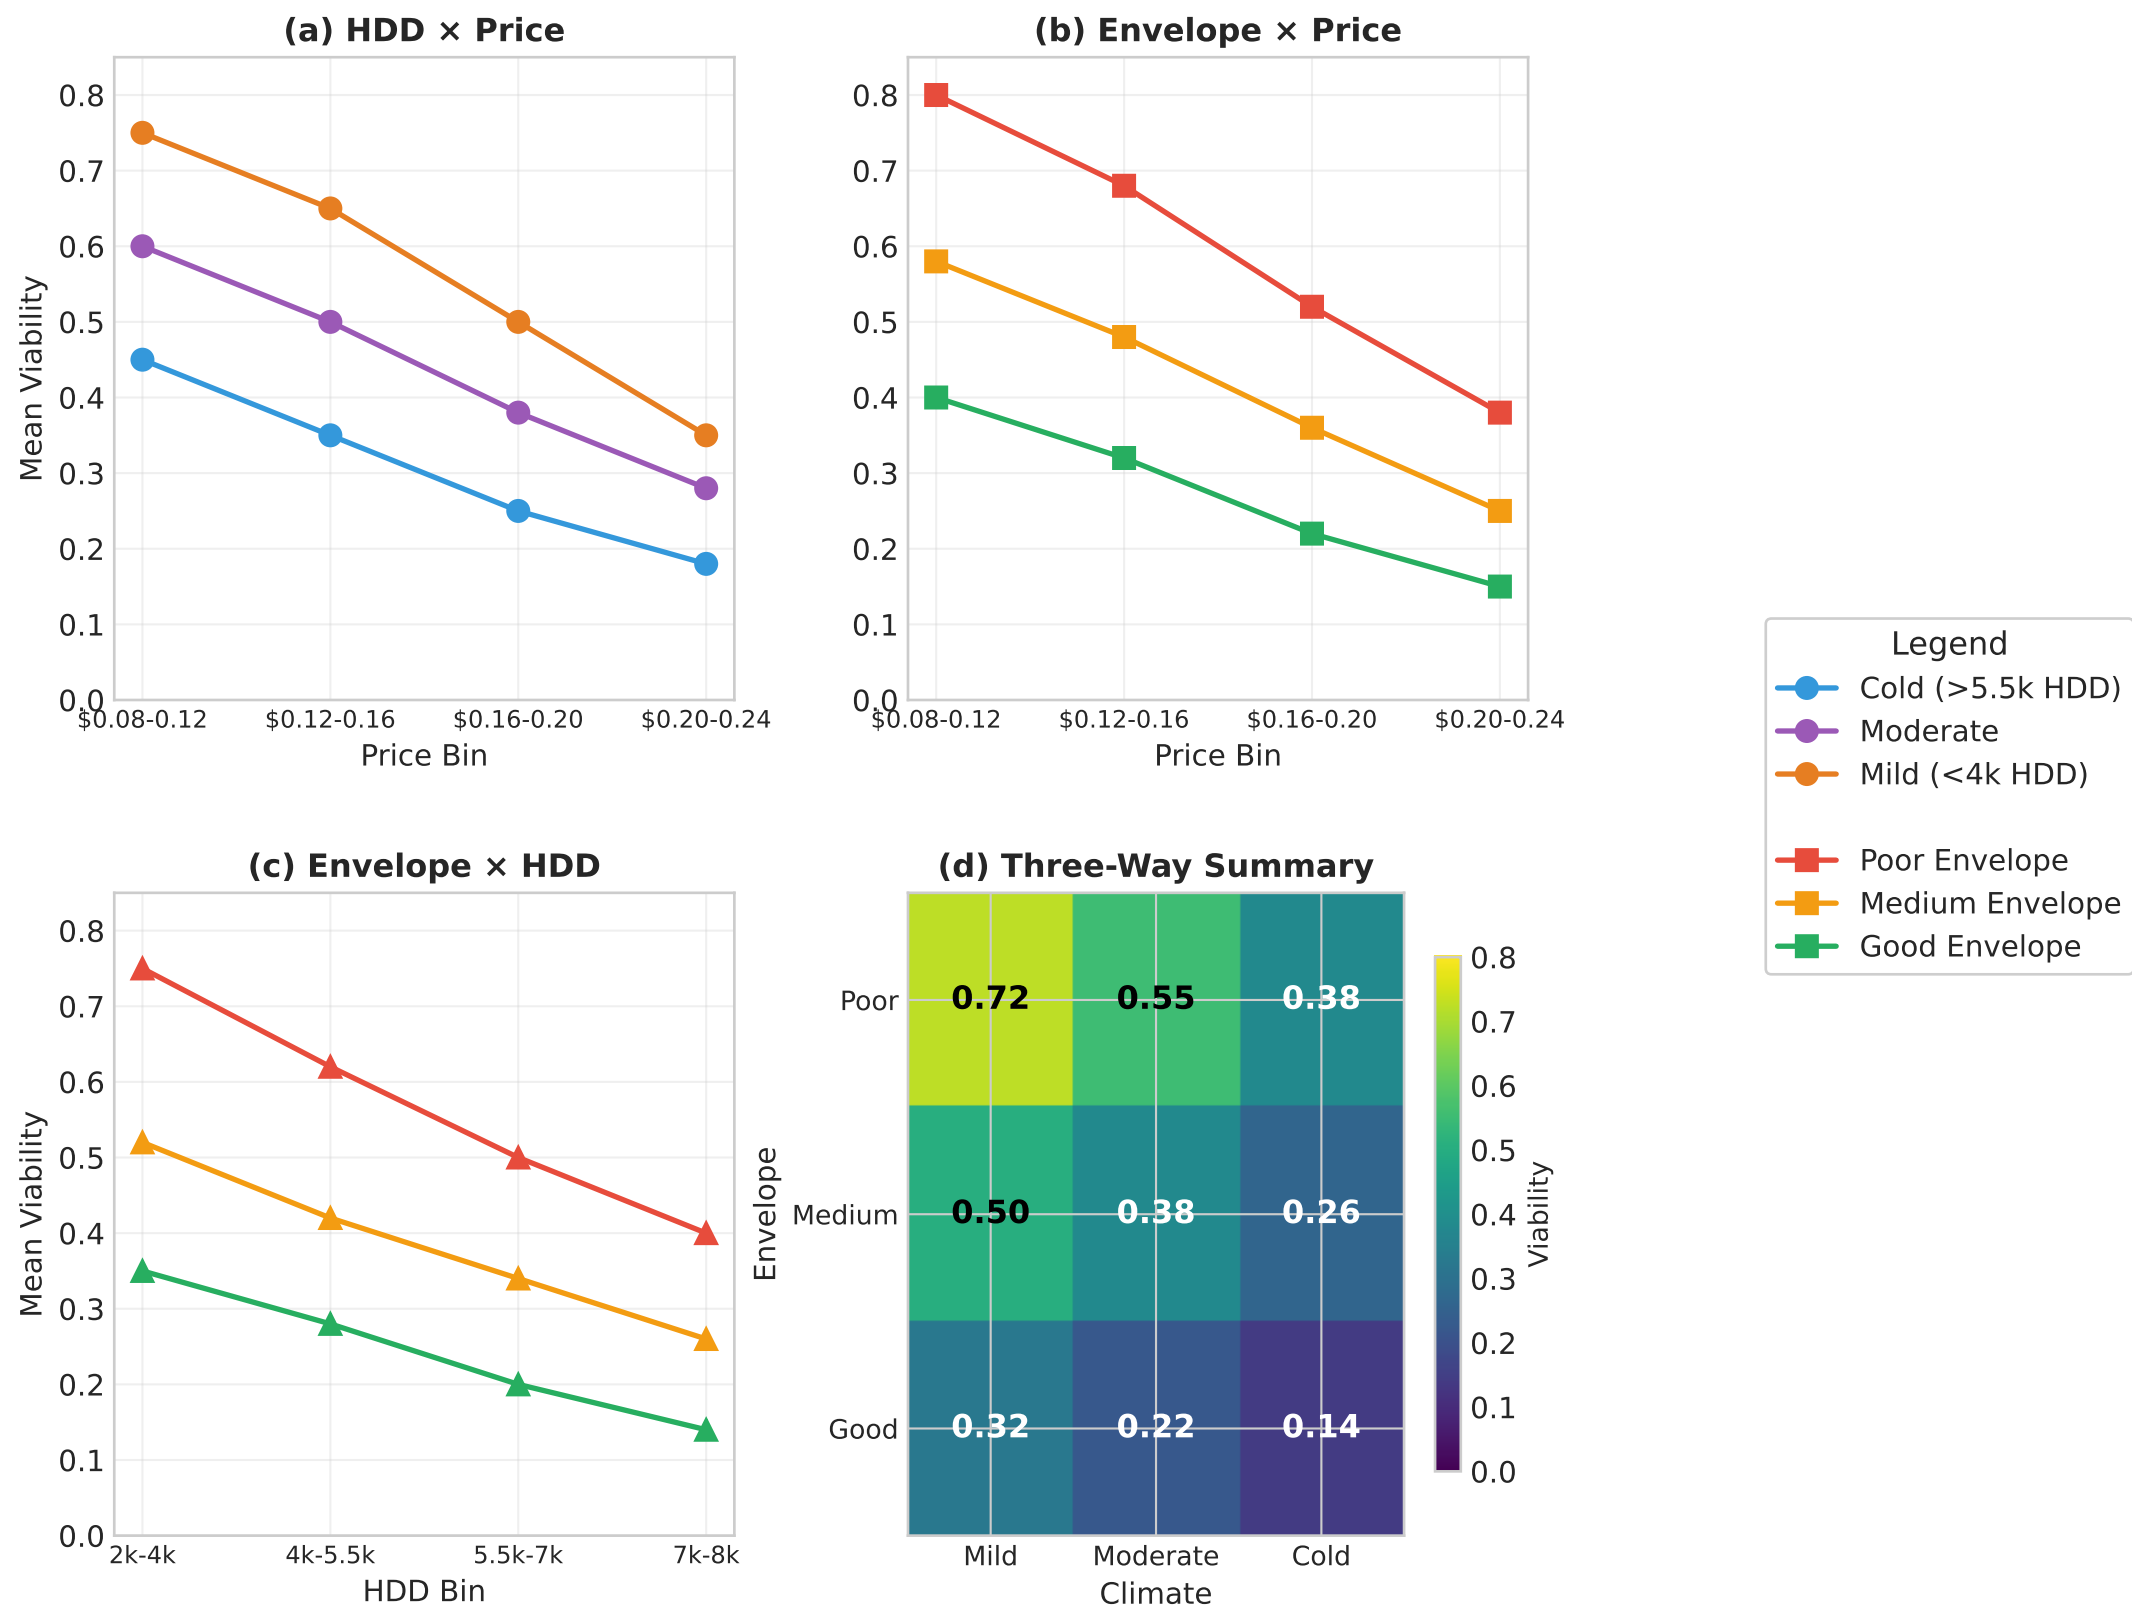 (a) HDD × Price
Mean Viability
0.8
0.7
0.6
0.5
0.4
0.3
0.2
0.1
0.0
$0.08-0.12
$0.12-0.16
$0.16-0.20
$0.20-0.24
Price Bin
(b) Envelope × Price
0.8
0.7
0.6
0.5
0.4
0.3
0.2
0.1
0.0
$0.08-0.12
$0.12-0.16
$0.16-0.20
$0.20-0.24
Price Bin
Legend
Cold (>5.5k HDD)
Moderate
Mild (<4k HDD)
Poor Envelope
Medium Envelope
Good Envelope
(c) Envelope × HDD
Mean Viability
0.8
0.7
0.6
0.5
0.4
0.3
0.2
0.1
0.0
2k-4k
4k-5.5k
5.5k-7k
7k-8k
HDD Bin
(d) Three-Way Summary
Envelope
Poor
0.72
0.55
0.38
Medium
0.50
0.38
0.26
Good
0.32
0.22
0.14
Mild
Moderate
Cold
Climate
0.8
0.7
0.6
0.5
0.4
0.3
0.2
0.1
0.0
Viability